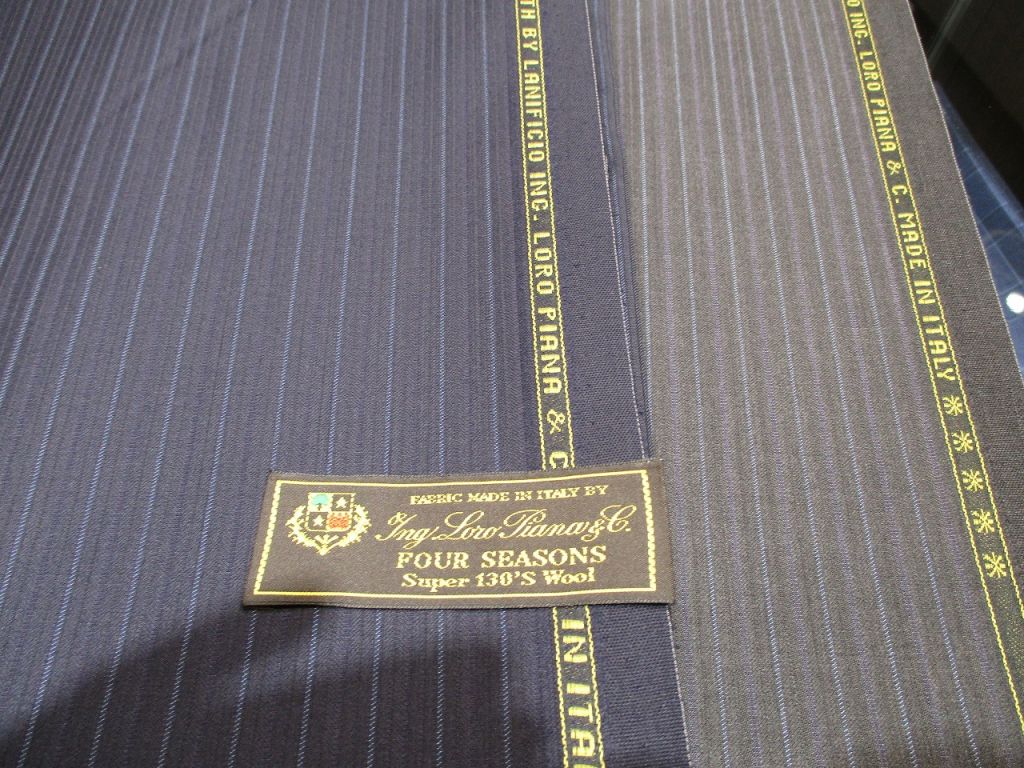 TH BY LANIFICIO ING. LORO PIANA & C
IN ITA
O ING. LORO PIANA & C. MADE IN ITALY
FABRIC MADE IN ITALY BY
Ing. Loro Piana & C.
FOUR SEASONS
Super 130'S Wool